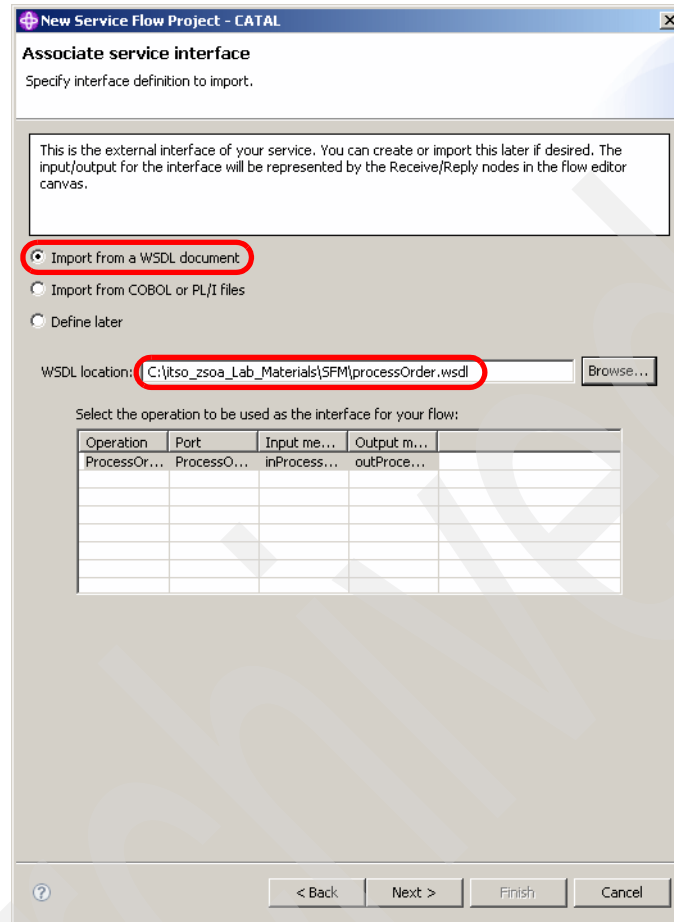 New Service Flow Project - CATAL
Associate service interface
Specify interface definition to import.
This is the external interface of your service. You can create or import this later if desired. The
input/output for the interface will be represented by the Receive/Reply nodes in the flow editor
canvas.
Import from a WSDL document
Import from COBOL or PL/I files
Define later
WSDL location: C:\itso_zsoa_Lab_Materials\SFM\processOrder.wsdl Browse...
Select the operation to be used as the interface for your flow:
Operation Port Input me... Output m...
ProcessOr... ProcessO... inProcess... outProce...
? < Back Next > Finish Cancel